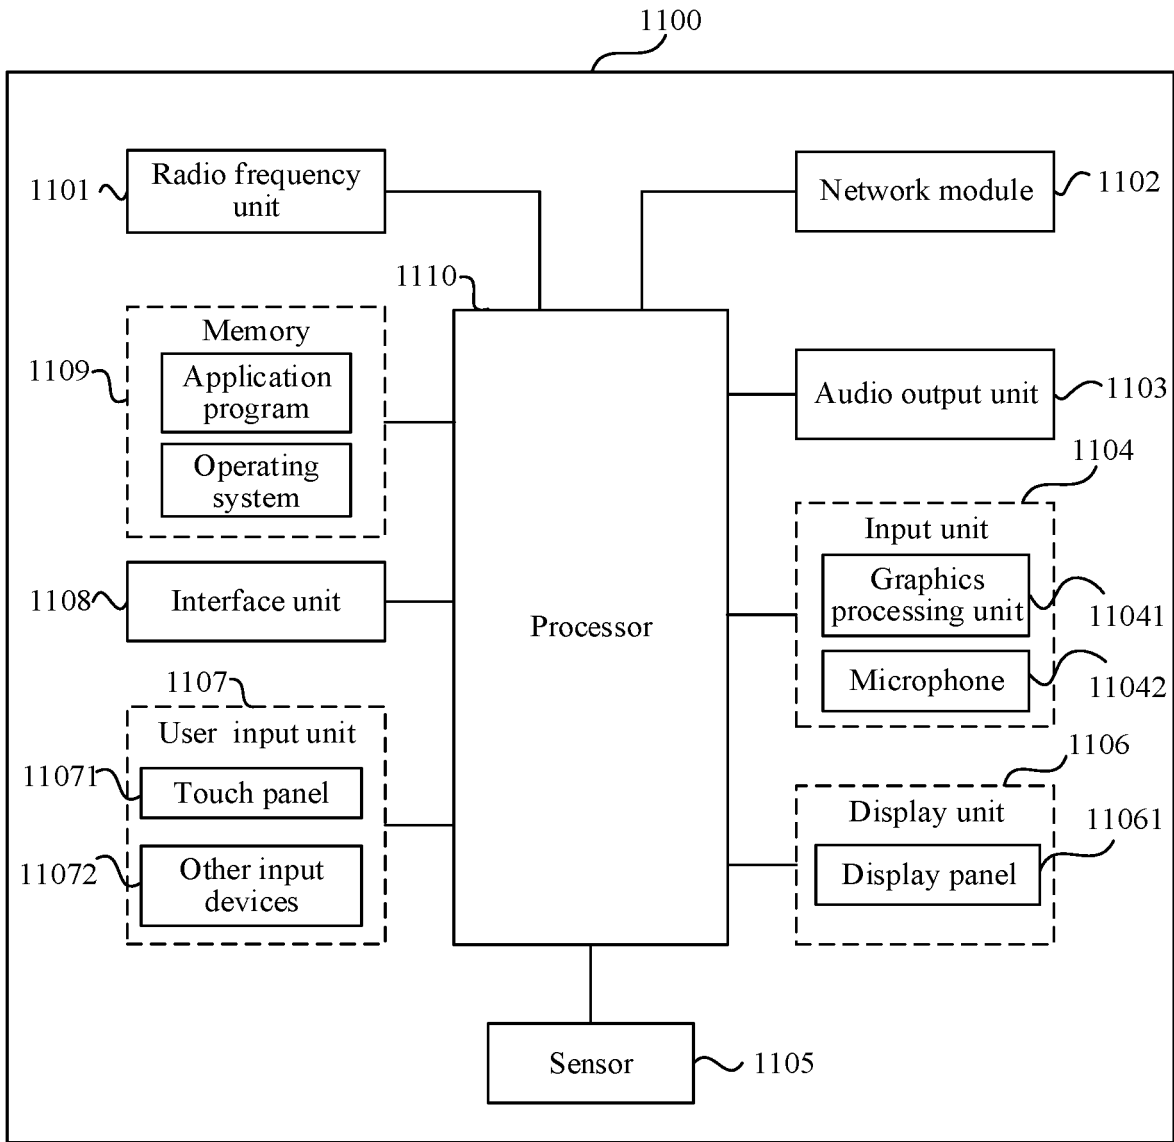 1100
1101
Radio frequency
unit
Network module
1102
1110
Memory
1109
Application
program
Operating
system
Audio output unit
1103
1104
Input unit
Graphics
processing unit
11041
Microphone
11042
1108
Interface unit
Processor
1107
User input unit
11071
Touch panel
11072
Other input
devices
1106
Display unit
11061
Display panel
Sensor
1105